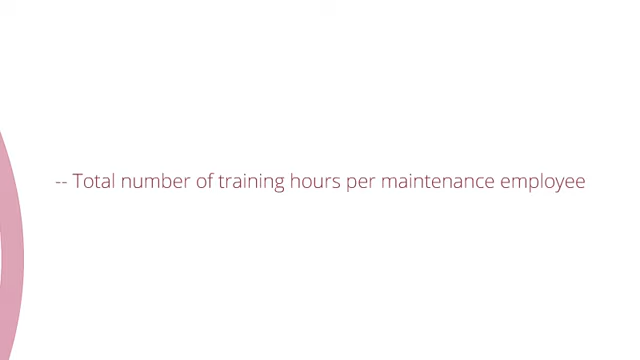 -- Total number of training hours per maintenance employee